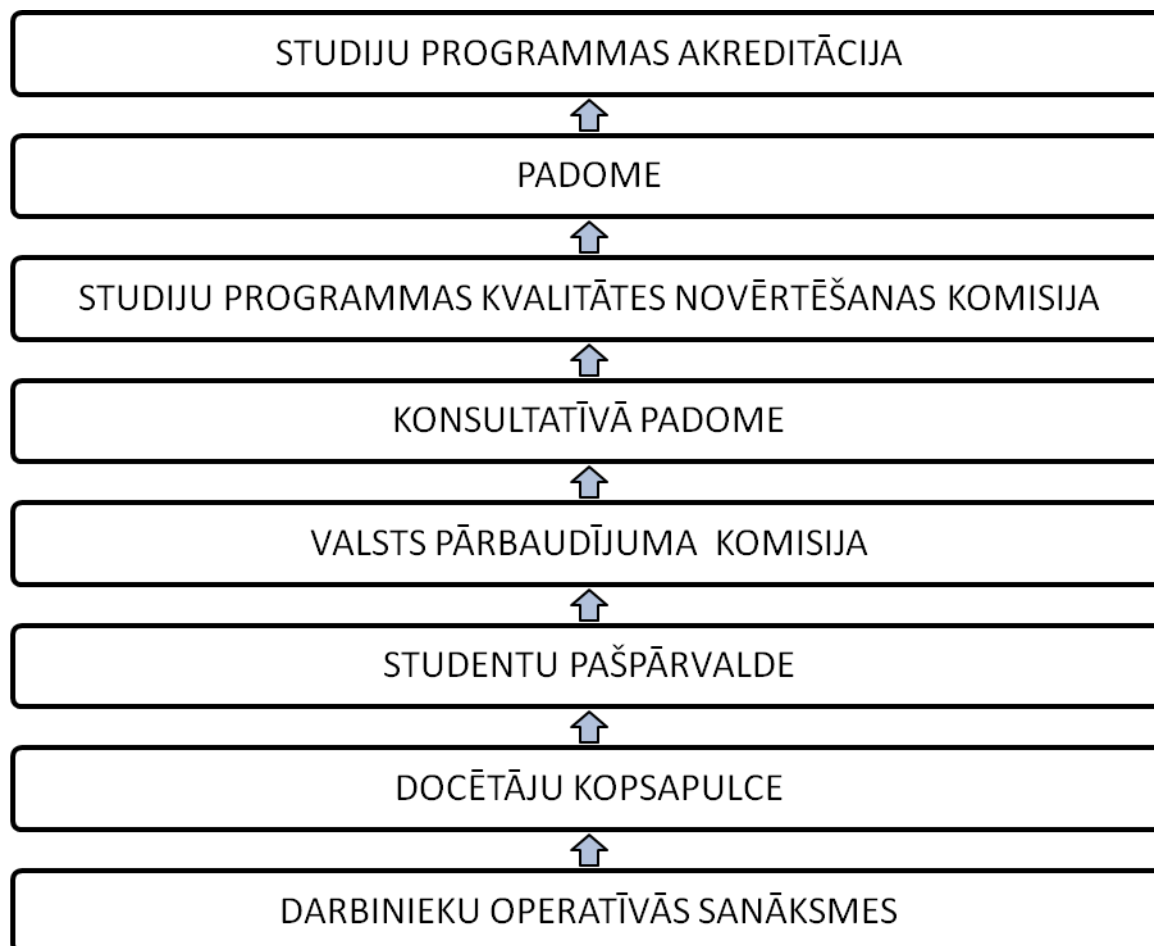 STUDIJU PROGRAMMAS AKREDITĀCIJA
PADOME
STUDIJU PROGRAMMAS KVALITĀTES NOVĒRTĒŠANAS KOMISIJA
KONSULTATĪVĀ PADOME
VALSTS PĀRBAUDĪJUMA KOMISIJA
STUDENTU PAŠPĀRVALDE
DOCĒTĀJU KOPSAPULCE
DARBINIEKU OPERATĪVĀS SANĀKSMES